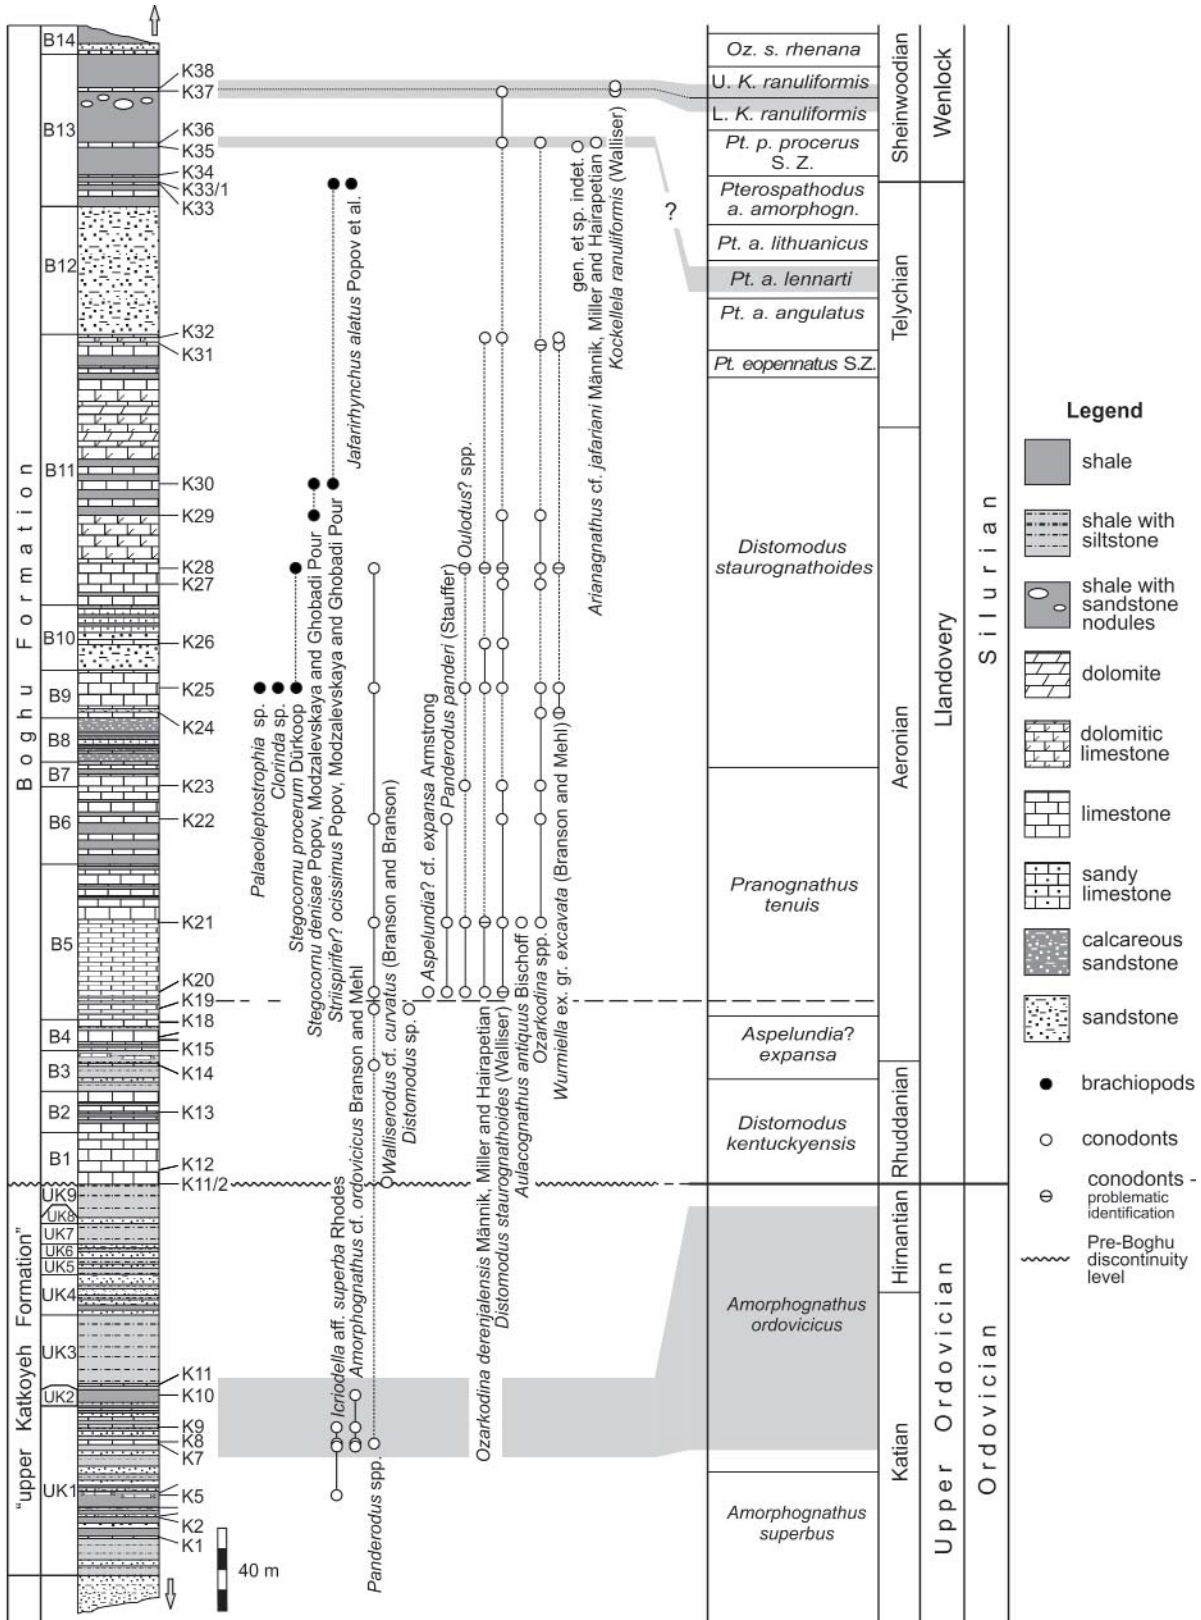 Boghu Formation
"upper Katkoyeh Formation"
B14
B13
B12
B11
B10
B9
B8
B7
B6
B5
B4
B3
B2
B1
UK9
UK8
UK7
UK6
UK5
UK4
UK3
UK2
UK1
K38
K37
K36
K35
K34
K33/1
K33
K32
K31
K30
K29
K28
K27
K26
K25
K24
K23
K22
K21
K20
K19
K18
K15
K14
K13
K12
K11/2
K11
K10
K9
K8
K7
K5
K2
K1
40 m
Palaeoleptostrophia sp.
Clorinda sp.
Stegocornu procerum Dürkoop
Stegocornu denisae Popov, Modzalevskaya and Ghobadi Pour
Striispirifer? ocissimus Popov, Modzalevskaya and Ghobadi Pour
Jafarirhynchus alatus Popov et al.
Icriodella aff. superba Rhodes
Amorphognathus cf. ordovicicus Branson and Mehl
Panderodus spp.
Walliserodus cf. curvatus (Branson and Branson)
Distomodus sp.
Aspelundia? cf. expansa Armstrong
Panderodus panderi (Stauffer)
Oulodus? spp.
Ozarkodina derenjalensis Männik, Miller and Hairapetian
Distomodus staurognathoides (Walliser)
Aulacognathus antiquus Bischoff
Ozarkodina spp.
Wurmiella ex. gr. excavata (Branson and Mehl)
gen. et sp. indet.
Arianagnathus cf. jafariani Männik, Miller and Hairapetian
Kockellela ranuliformis (Walliser)
?
Oz. s. rhenana
U. K. ranuliformis
L. K. ranuliformis
Pt. p. procerus
S. Z.
Pterospathodus
a. amorphogn.
Pt. a. lithuanicus
Pt. a. lennarti
Pt. a. angulatus
Pt. eopennatus S.Z.
Distomodus
staurognathoides
Pranognathus
tenuis
Aspelundia?
expansa
Distomodus
kentuckyensis
Amorphognathus
ordovicicus
Amorphognathus
superbus
Sheinwoodian
Telychian
Aeronian
Rhuddanian
Hirnantian
Katian
Wenlock
Llandovery
Upper Ordovician
Silurian
Ordovician
Legend
shale
shale with
siltstone
shale with
sandstone
nodules
dolomite
dolomitic
limestone
limestone
sandy
limestone
calcareous
sandstone
sandstone
brachiopods
conodonts
conodonts -
problematic
identification
Pre-Boghu
discontinuity
level